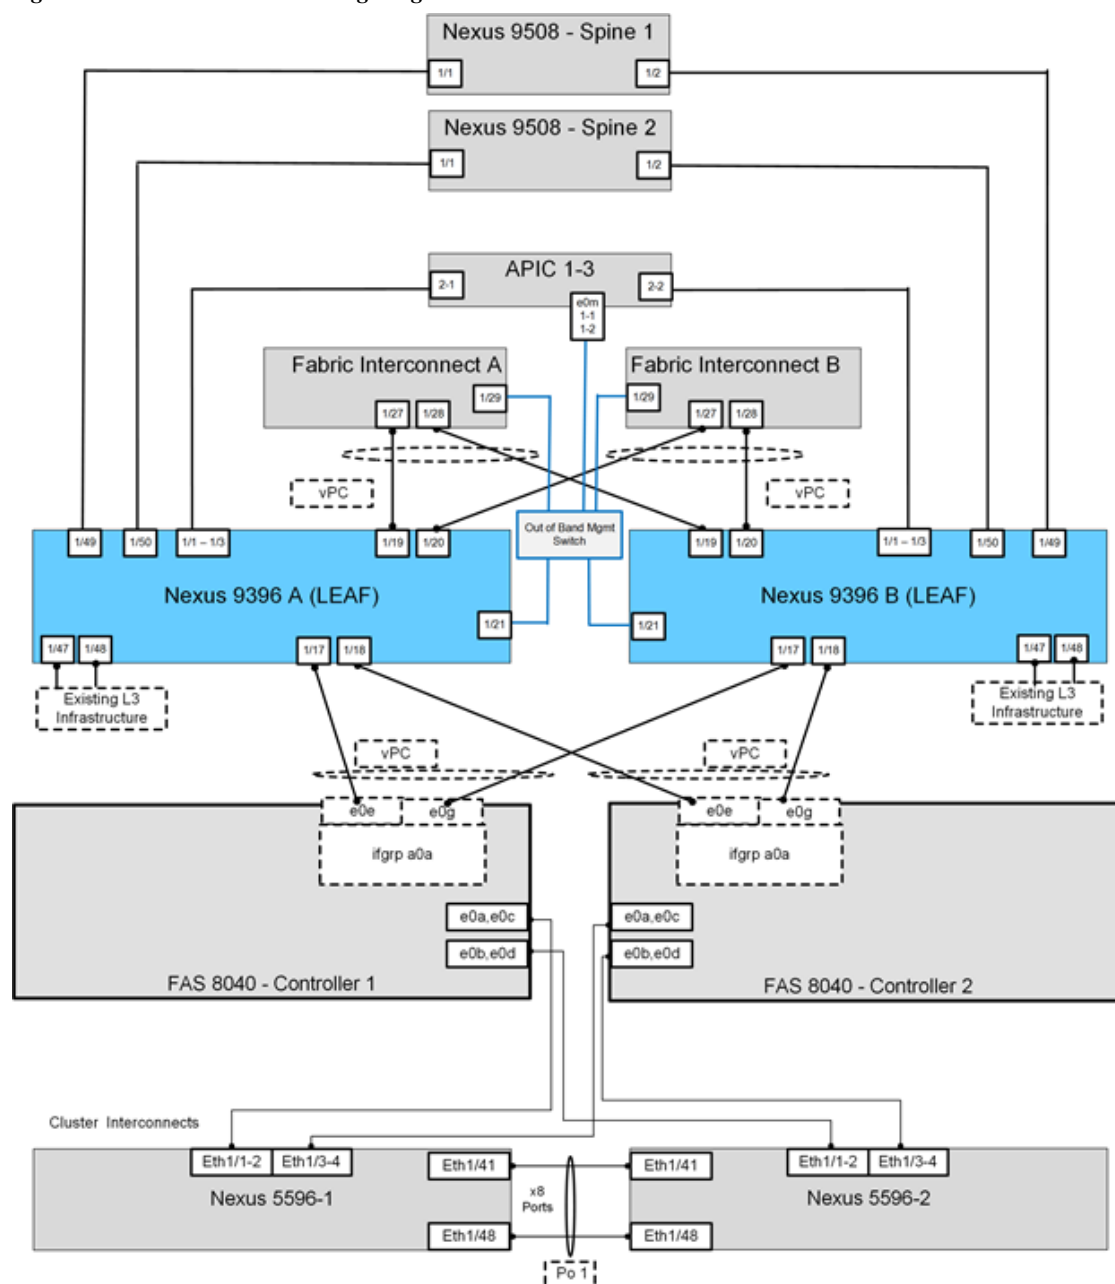 Nexus 9508 - Spine 1
1/1
1/2
Nexus 9508 - Spine 2
1/1
1/2
APIC 1-3
2-1
2-2
e0m
1-1
1-2
Fabric Interconnect A
Fabric Interconnect B
1/29
1/29
1/27
1/28
1/27
1/28
vPC
vPC
Out of Band Mgmt
Switch
1/49
1/50
1/1 – 1/3
1/19
1/20
1/19
1/20
1/1 – 1/3
1/50
1/49
Nexus 9396 A (LEAF)
Nexus 9396 B (LEAF)
1/21
1/21
1/47
1/48
1/17
1/18
1/17
1/18
1/47
1/48
Existing L3
Infrastructure
Existing L3
Infrastructure
vPC
vPC
e0e
e0g
e0e
e0g
ifgrp a0a
ifgrp a0a
e0a,e0c
e0a,e0c
e0b,e0d
e0b,e0d
FAS 8040 - Controller 1
FAS 8040 - Controller 2
Cluster Interconnects
Eth1/1-2
Eth1/3-4
Eth1/41
Eth1/41
Eth1/1-2
Eth1/3-4
Nexus 5596-1
x8
Ports
Nexus 5596-2
Eth1/48
Eth1/48
Po 1